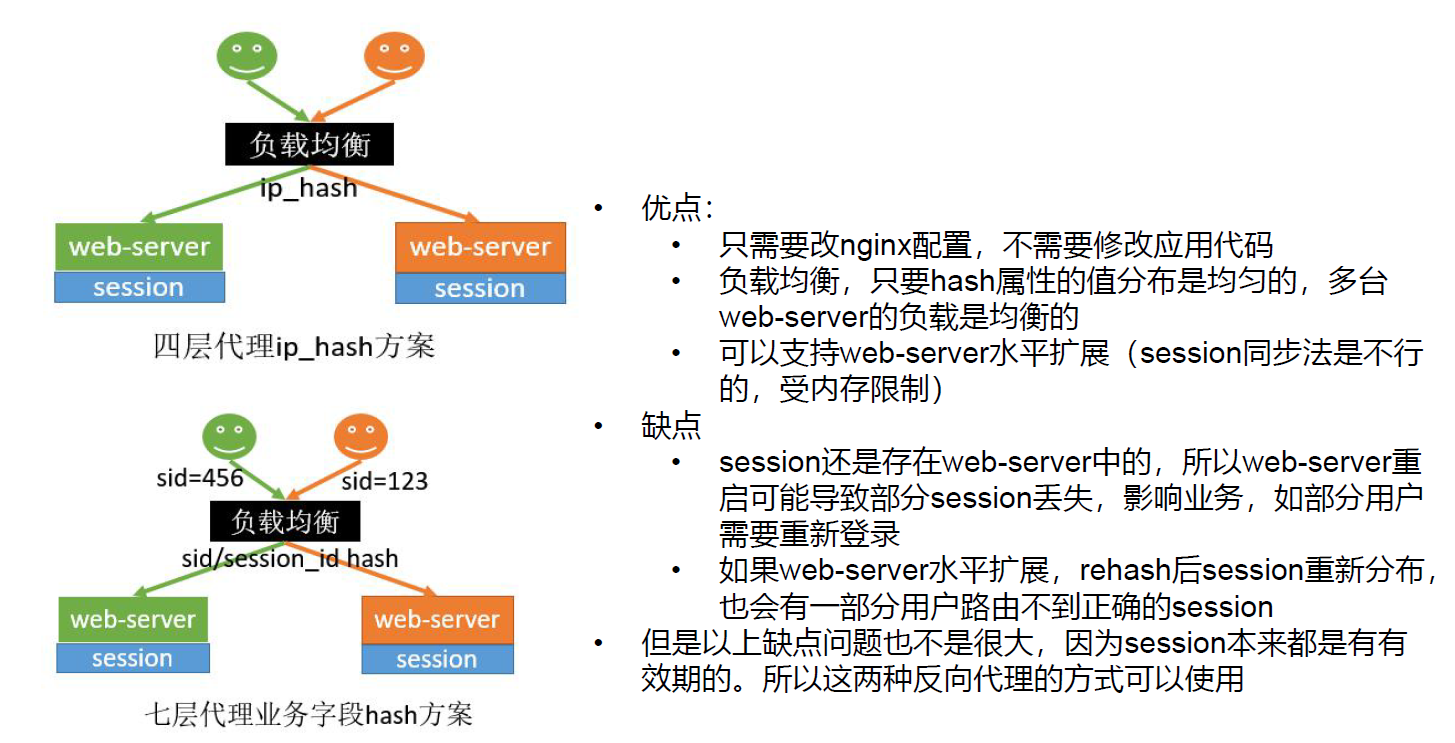 负载均衡
ip_hash
web-server
web-server
session
session
四层代理ip_hash方案
sid=456
sid=123
负载均衡
sid/session_id hash
web-server
web-server
session
session
七层代理业务字段hash方案
• 优点：
• 只需要改nginx配置，不需要修改应用代码
• 负载均衡，只要hash属性的值分布是均匀的，多台
web-server的负载是均衡的
• 可以支持web-server水平扩展（session同步法是不行
的，受内存限制）
• 缺点
• session还是存在web-server中的，所以web-server重
启可能导致部分session丢失，影响业务，如部分用户
需要重新登录
• 如果web-server水平扩展，rehash后session重新分布，
也会有一部分用户路由不到正确的session
• 但是以上缺点问题也不是很大，因为session本来都是有有
效期的。所以这两种反向代理的方式可以使用